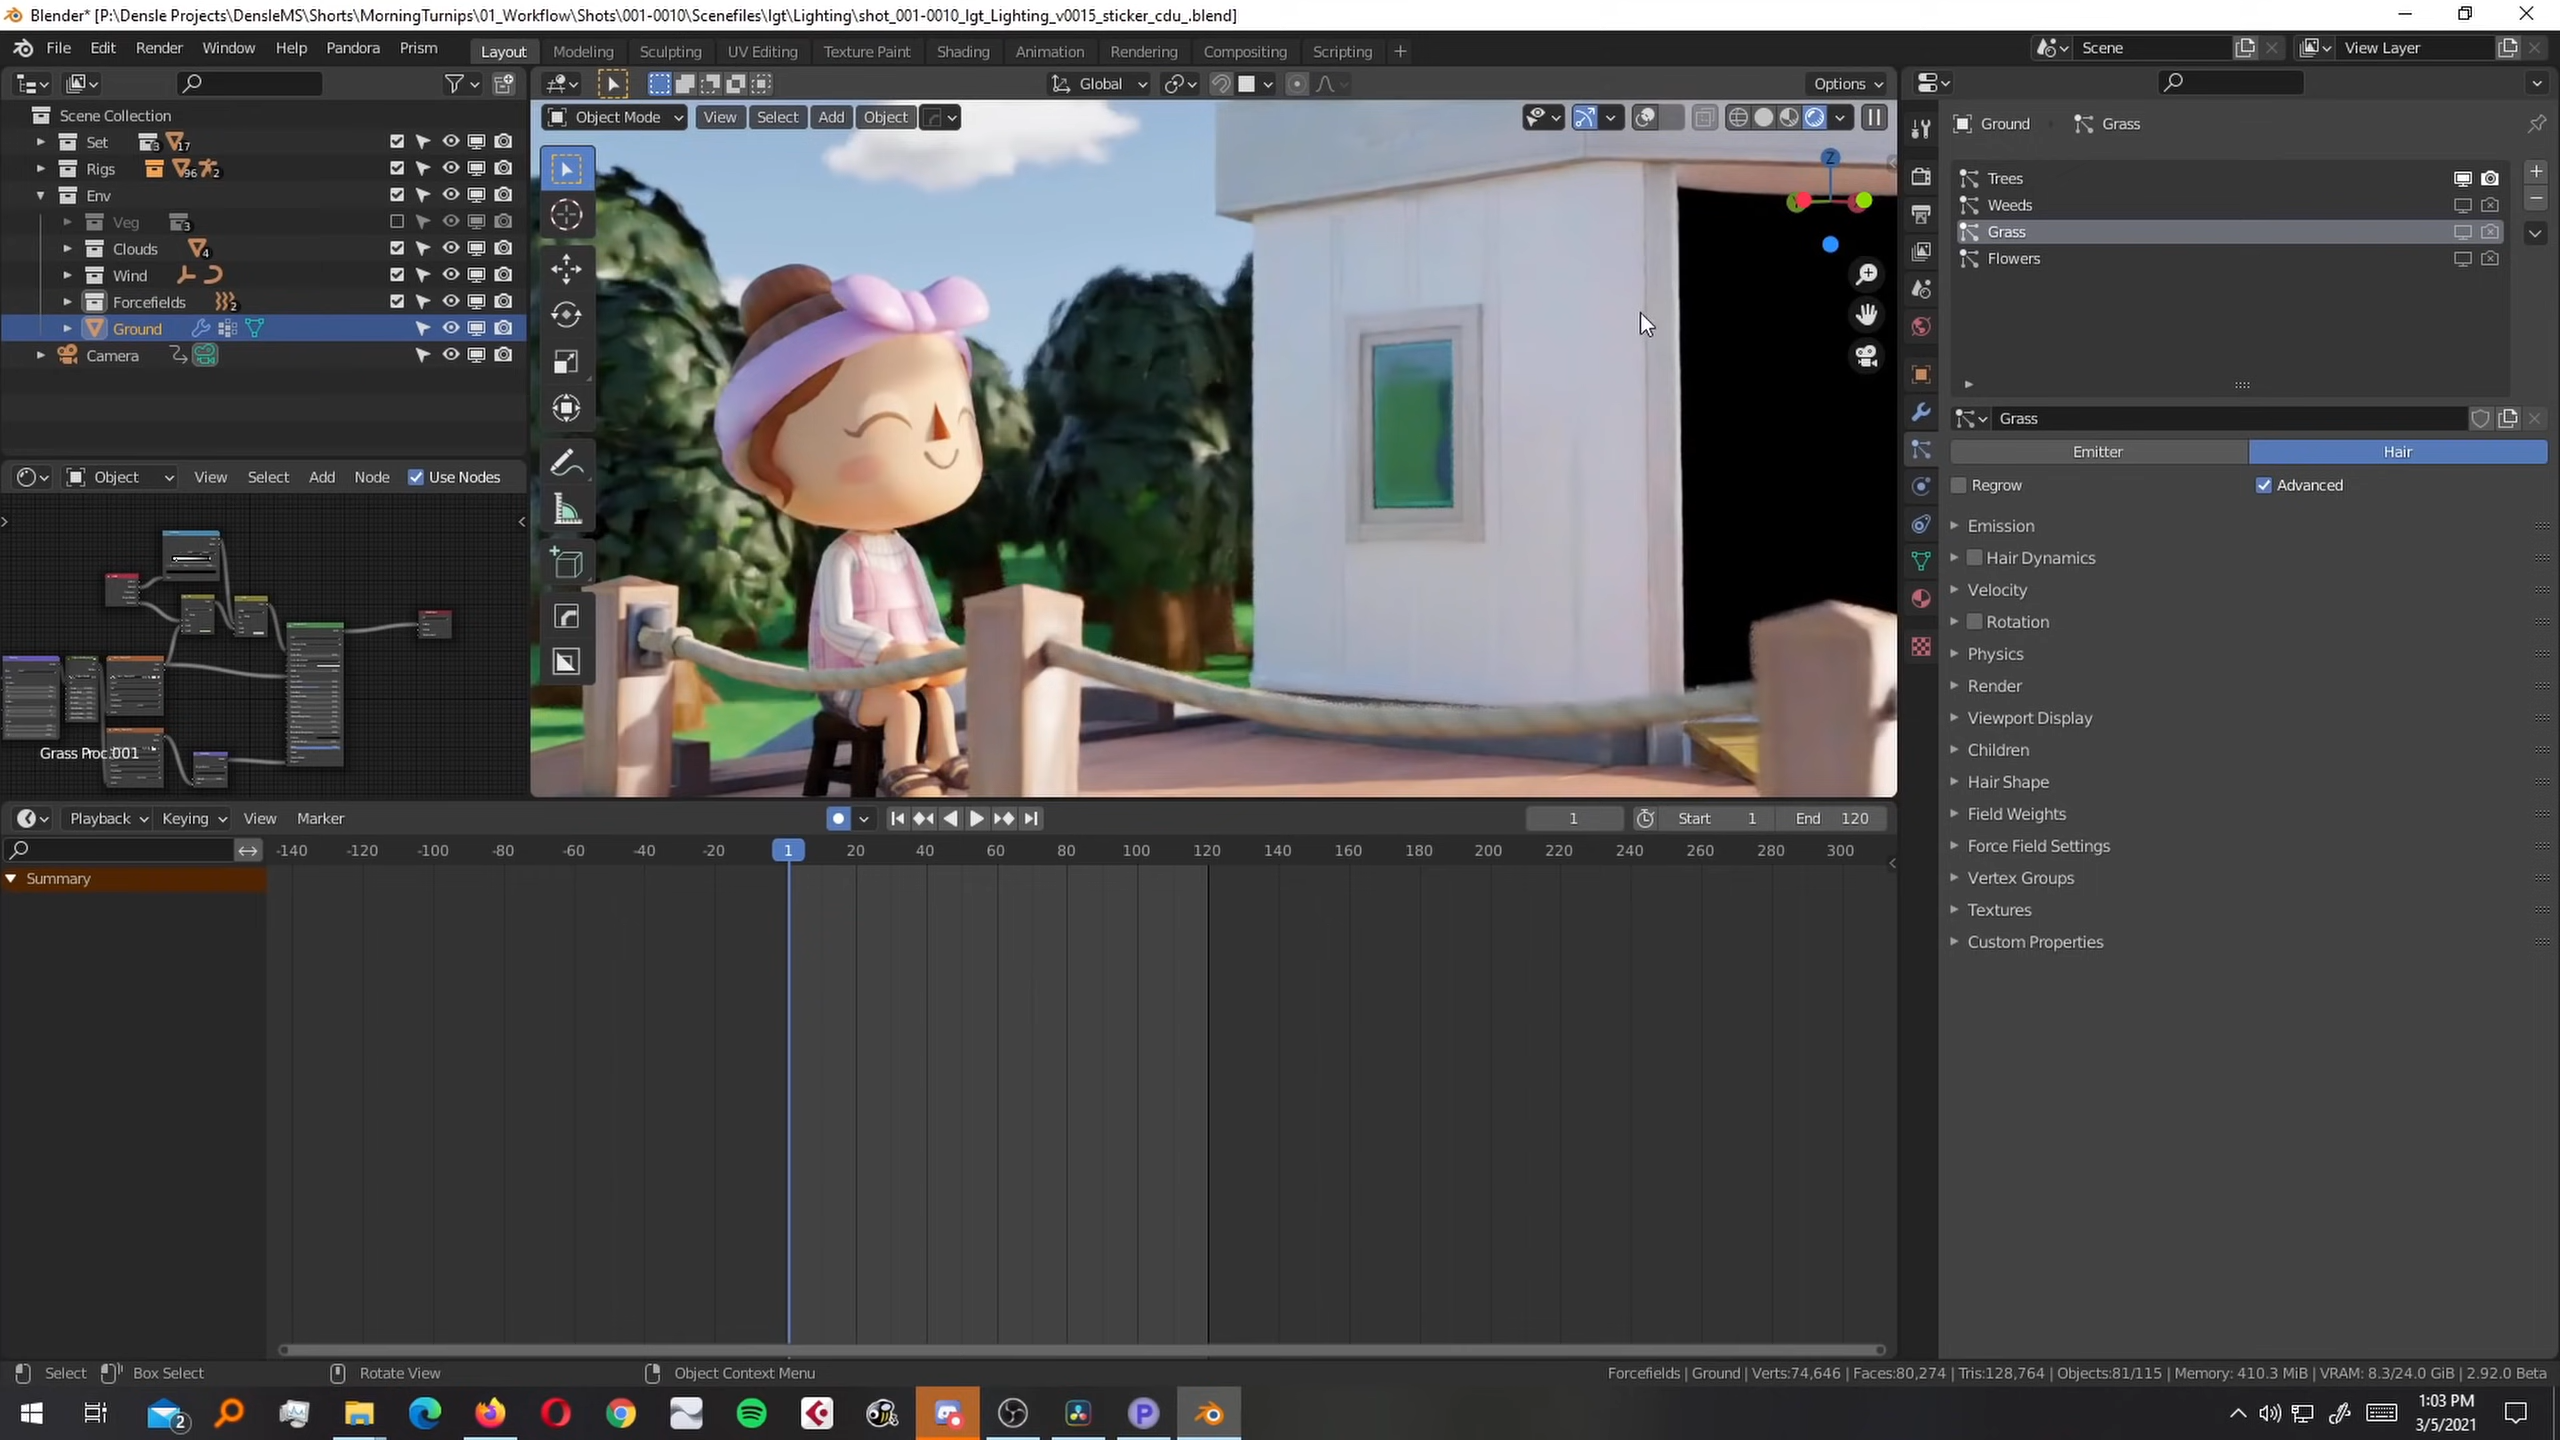 Blender* [P:\Densle Projects\DensleMS\Shorts\MorningTurnips\01_Workflow\Shots\001-0010\Scenefiles\lgt\Lighting\shot_001-0010_lgt_Lighting_v0015_sticker_cdu_.blend]
File Edit Render Window Help Pandora Prism Layout Modeling Sculpting UV Editing Texture Paint Shading Animation Rendering Compositing Scripting + Scene View Layer
Global Options
Object Mode View Select Add Object
Scene Collection
Set 3 17
Rigs 96 2
Env
Veg 3
Clouds 4
Wind
Forcefields 2
Ground
Camera
Z
Ground Grass
Trees
Weeds
Grass
Flowers
Grass
Emitter Hair
Regrow Advanced
Emission
Hair Dynamics
Velocity
Rotation
Physics
Render
Viewport Display
Children
Hair Shape
Field Weights
Force Field Settings
Vertex Groups
Textures
Custom Properties
Object View Select Add Node Use Nodes
Grass Proc.001
Playback Keying View Marker 1 Start 1 End 120
-140 -120 -100 -80 -60 -40 -20 1 20 40 60 80 100 120 140 160 180 200 220 240 260 280 300
Summary
Select Box Select Rotate View Object Context Menu Forcefields | Ground | Verts:74,646 | Faces:80,274 | Tris:128,764 | Objects:81/115 | Memory: 410.3 MiB | VRAM: 8.3/24.0 GiB | 2.92.0 Beta
2 P
1:03 PM
3/5/2021